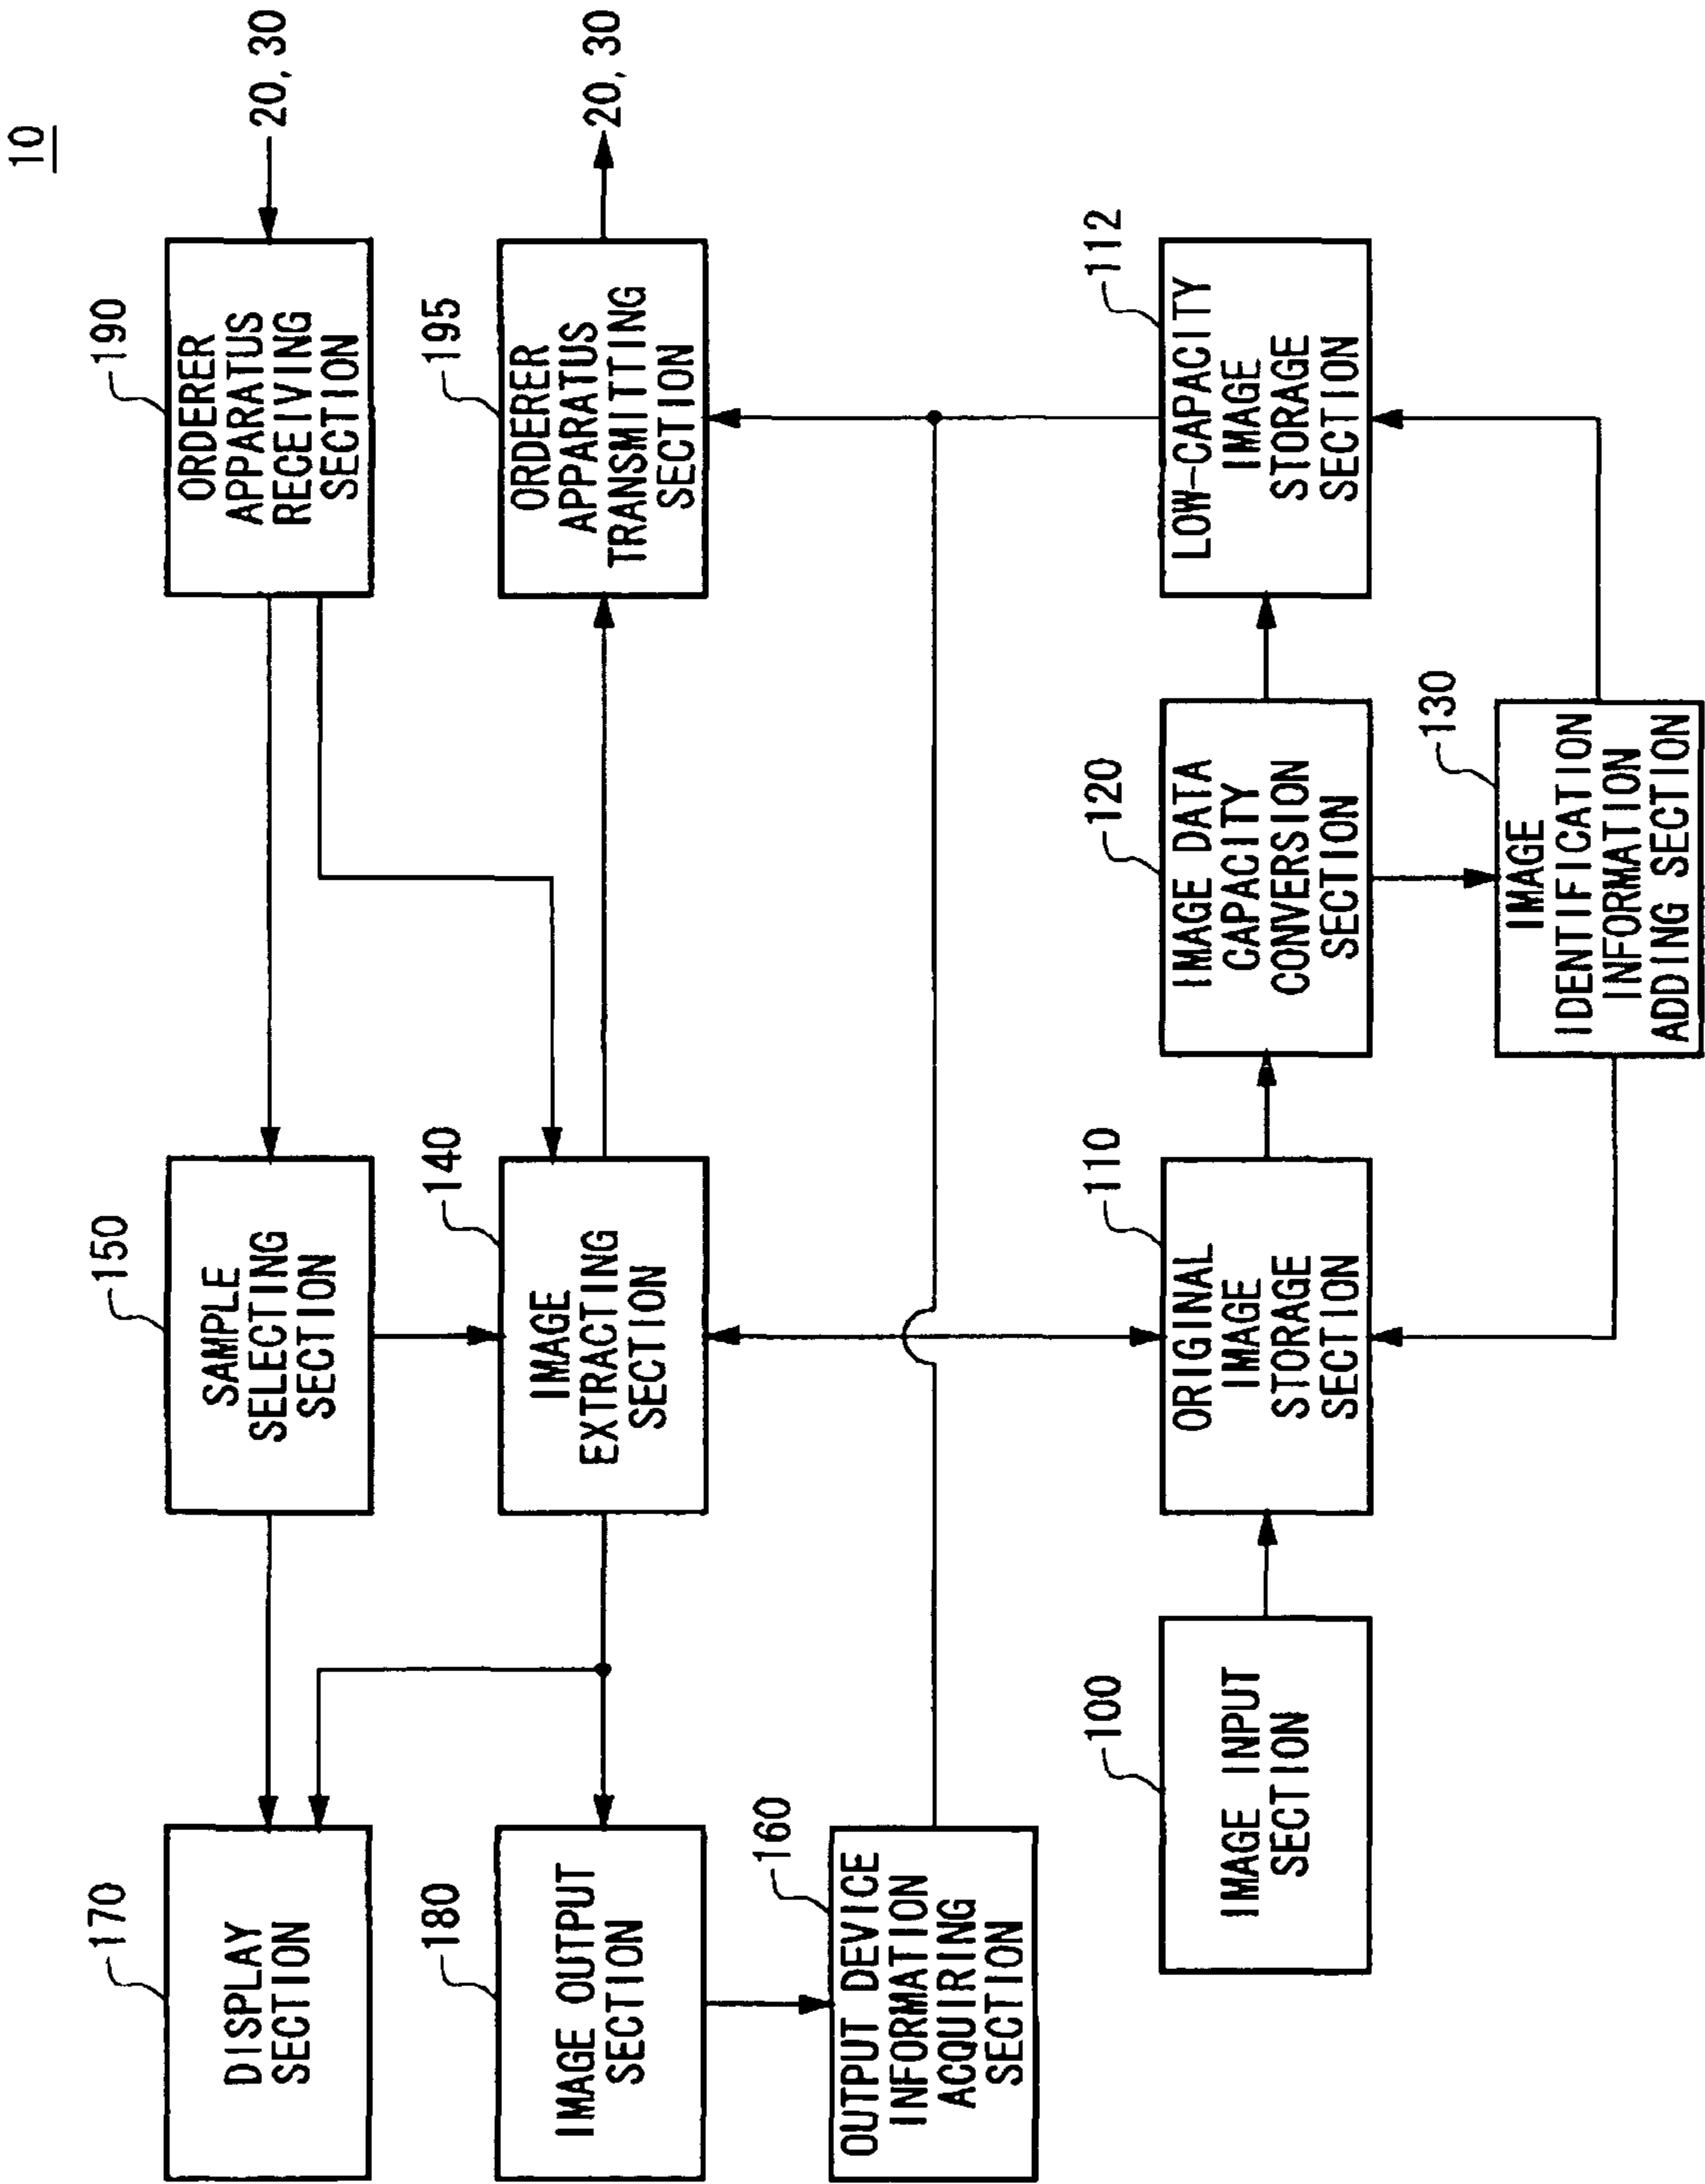 10
170
DISPLAY
SECTION
150
SAMPLE
SELECTING
SECTION
190
ORDERER
APPARATUS
RECEIVING
SECTION
20, 30
180
IMAGE OUTPUT
SECTION
140
IMAGE
EXTRACTING
SECTION
195
ORDERER
APPARATUS
TRANSMITTING
SECTION
20, 30
160
OUTPUT DEVICE
INFORMATION
ACQUIRING
SECTION
100
IMAGE INPUT
SECTION
110
ORIGINAL
IMAGE
STORAGE
SECTION
120
IMAGE DATA
CAPACITY
CONVERSION
SECTION
112
LOW-CAPACITY
IMAGE
STORAGE
SECTION
130
IMAGE
IDENTIFICATION
INFORMATION
ADDING SECTION